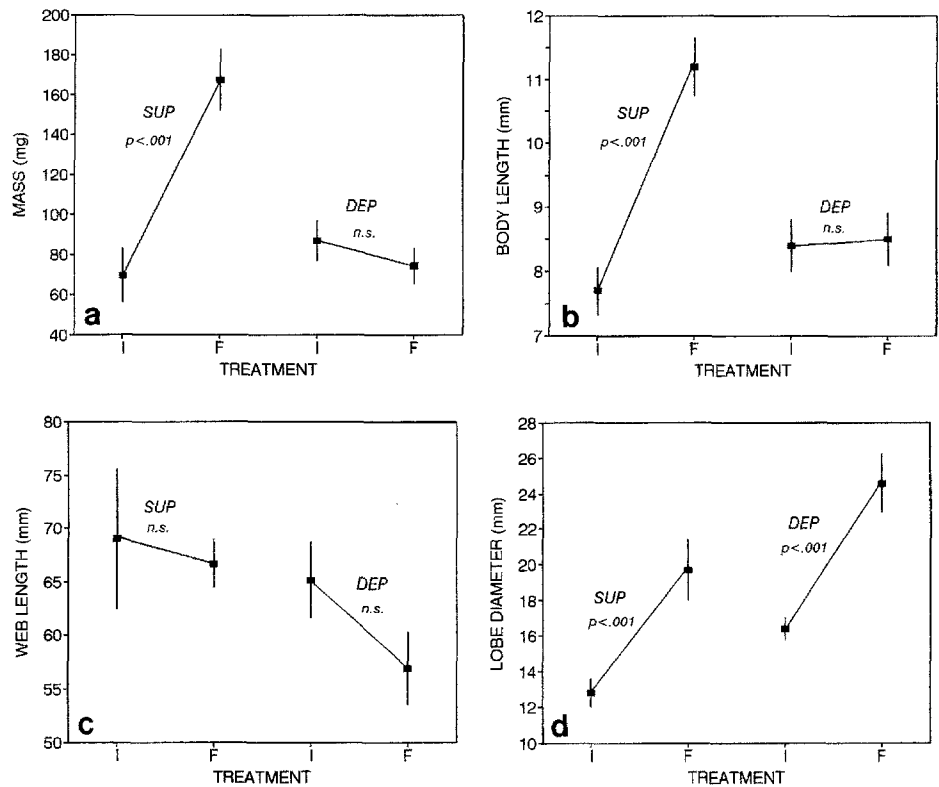 200
180
160
140
120
100
80
60
40
MASS (mg)
SUP
p<.001
DEP
n.s.
a
I F I F
TREATMENT
12
11
10
9
8
7
BODY LENGTH (mm)
SUP
p<.001
DEP
n.s.
b
I F I F
TREATMENT
80
75
70
65
60
55
50
WEB LENGTH (mm)
SUP
n.s.
DEP
n.s.
c
I F I F
TREATMENT
28
26
24
22
20
18
16
14
12
10
LOBE DIAMETER (mm)
SUP
p<.001
DEP
p<.001
d
I F I F
TREATMENT